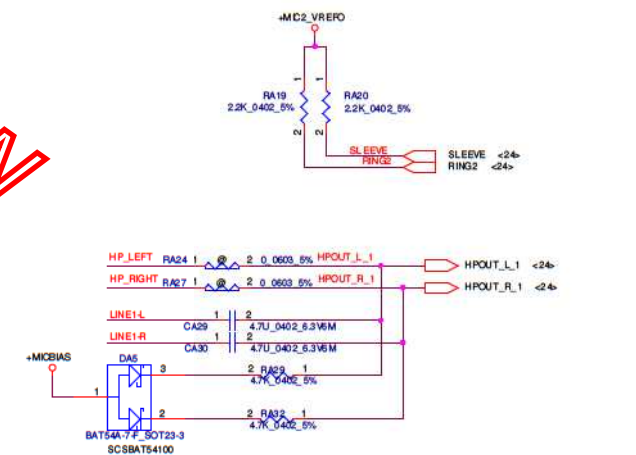 +MIC2_VREFO
1 1
RA19 RA20
2.2K_0402_5% 2.2K_0402_5%
2 2
SLEEVE SLEEVE <24>
RING2 RING2 <24>
HP_LEFT RA24 1 @ 2 0_0603_5% HPOUT_L_1 HPOUT_L_1 <24>
HP_RIGHT RA27 1 @ 2 0_0603_5% HPOUT_R_1 HPOUT_R_1 <24>
LINE1-L 1 2
CA29 4.7U_0402_6.3V6M
LINE1-R 1 2
CA30 4.7U_0402_6.3V6M
+MICBIAS DA5
3 2 RA29 1
4.7K_0402_5%
1
2 2 RA32 1
4.7K_0402_5%
BAT54A-7-F_SOT23-3
SCSBAT54100